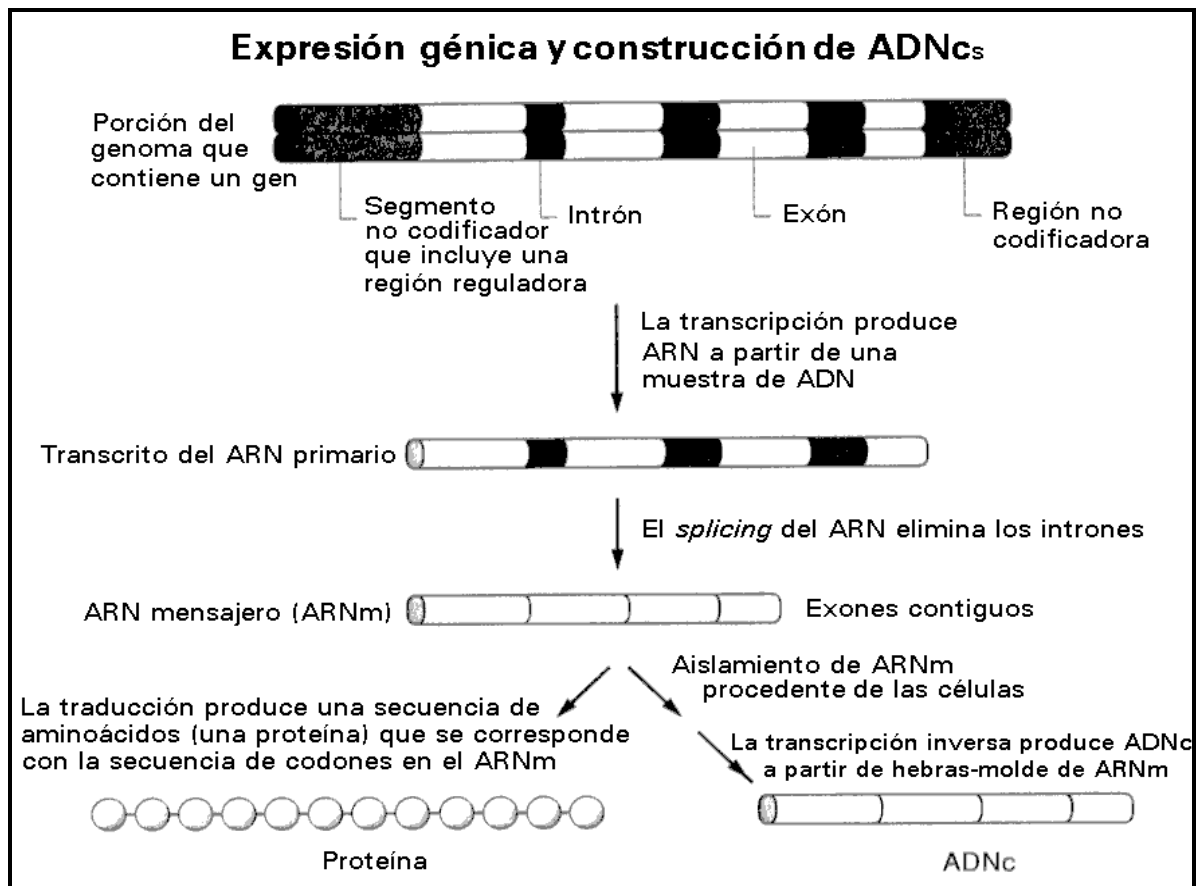 Expresión génica y construcción de ADNcs
Porción del
genoma que
contiene un gen
Segmento
no codificador
que incluye una
región reguladora
Intrón
Exón
Región no
codificadora
La transcripción produce
ARN a partir de una
muestra de ADN
Transcrito del ARN primario
El splicing del ARN elimina los intrones
ARN mensajero (ARNm)
Exones contiguos
Aislamiento de ARNm
procedente de las células
La traducción produce una secuencia de
aminoácidos (una proteína) que se corresponde
con la secuencia de codones en el ARNm
La transcripción inversa produce ADNc
a partir de hebras-molde de ARNm
Proteína
ADNc